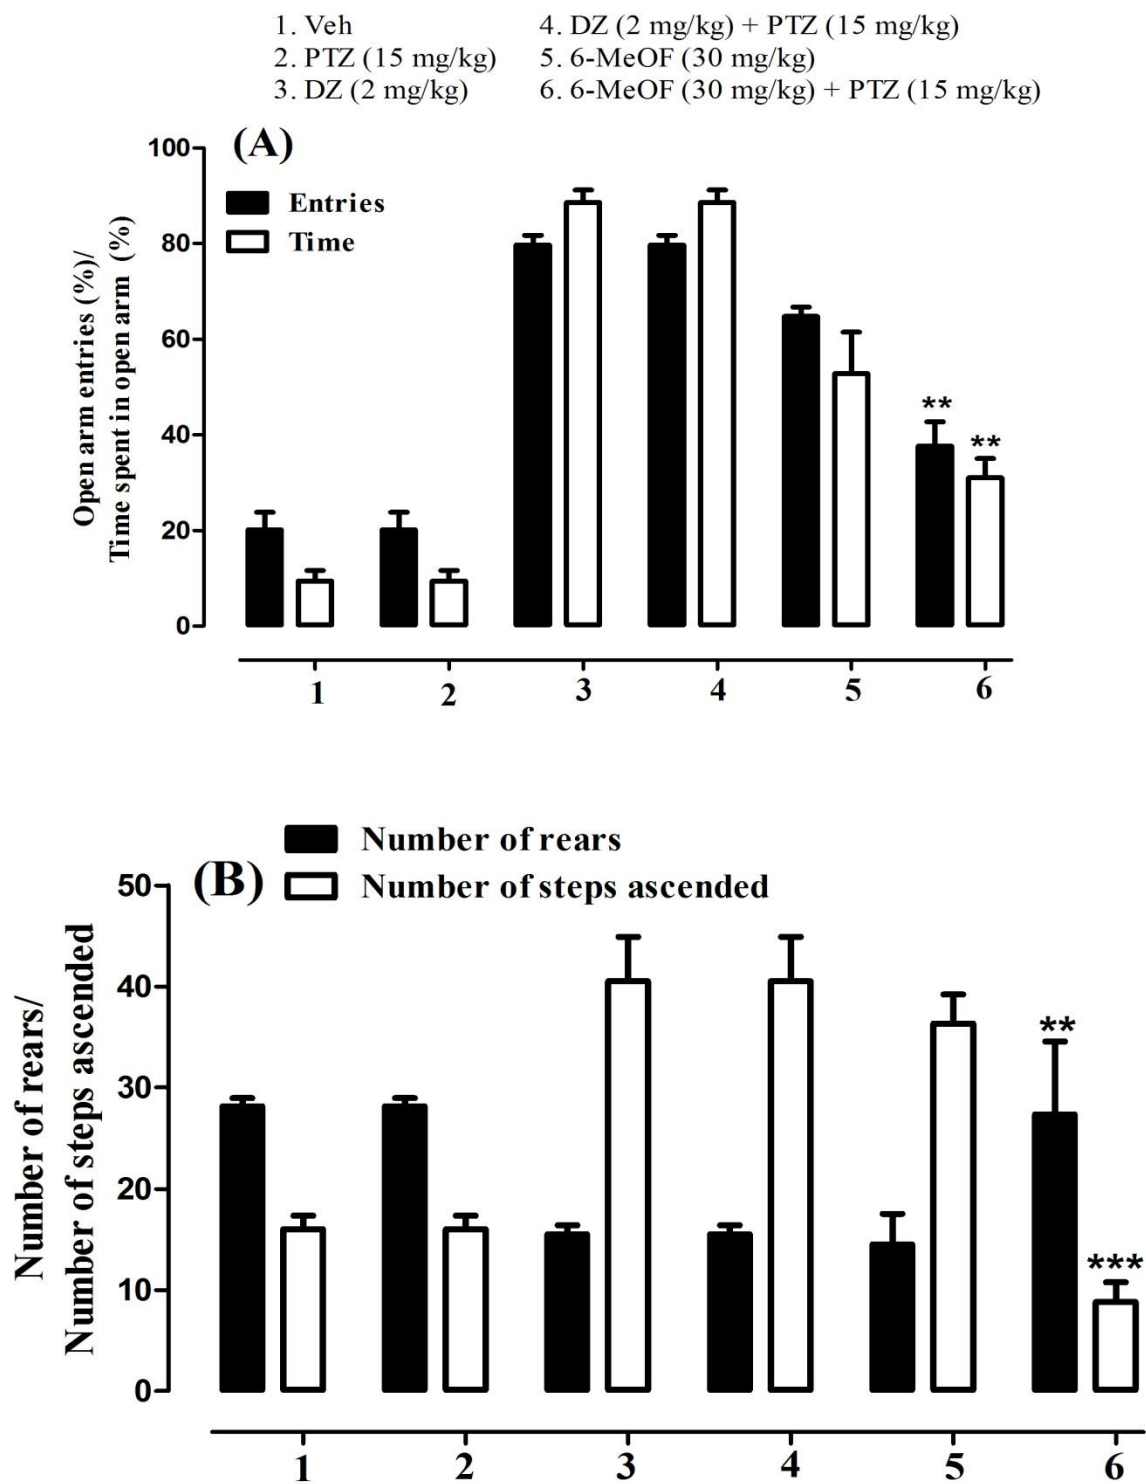 1. Veh
2. PTZ (15 mg/kg)
3. DZ (2 mg/kg)
4. DZ (2 mg/kg) + PTZ (15 mg/kg)
5. 6-MeOF (30 mg/kg)
6. 6-MeOF (30 mg/kg) + PTZ (15 mg/kg)
(A)
Entries
Time
Open arm entries (%)/
Time spent in open arm (%)
100
80
60
40
20
0
**
**
1 2 3 4 5 6
Number of rears
(B)
Number of steps ascended
Number of rears/
Number of steps ascended
50
40
30
20
10
0
**
***
1 2 3 4 5 6